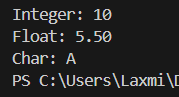 Integer: 10
Float: 5.50
Char: A
PS C:\Users\Laxmi\